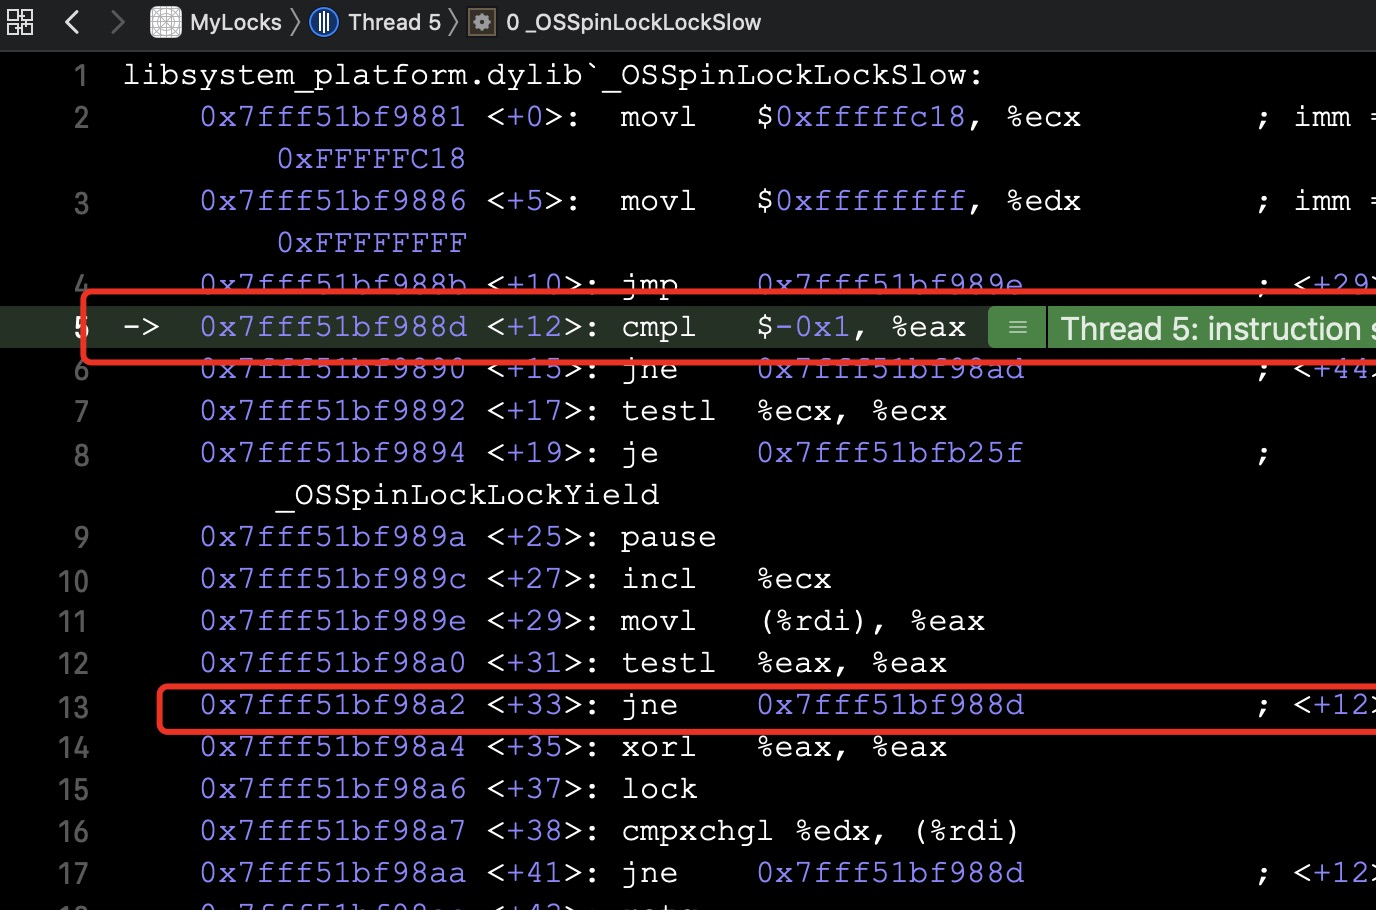 MyLocks 〉 Thread 5 〉 0 _OSSpinLockLockSlow
1 libsystem_platform.dylib`_OSSpinLockLockSlow:
2 0x7fff51bf9881 <+0>: movl $0xfffffc18, %ecx ; imm =
0xFFFFFC18
3 0x7fff51bf9886 <+5>: movl $0xffffffff, %edx ; imm =
0xFFFFFFFF
4 0x7fff51bf988b <+10>: jmp 0x7fff51bf989e ; <+29>
5 -> 0x7fff51bf988d <+12>: cmpl $-0x1, %eax Thread 5: instruction s
6 0x7fff51bf9890 <+15>: jne 0x7fff51bf98ad ; <+44>
7 0x7fff51bf9892 <+17>: testl %ecx, %ecx
8 0x7fff51bf9894 <+19>: je 0x7fff51bfb25f ;
_OSSpinLockLockYield
9 0x7fff51bf989a <+25>: pause
10 0x7fff51bf989c <+27>: incl %ecx
11 0x7fff51bf989e <+29>: movl (%rdi), %eax
12 0x7fff51bf98a0 <+31>: testl %eax, %eax
13 0x7fff51bf98a2 <+33>: jne 0x7fff51bf988d ; <+12>
14 0x7fff51bf98a4 <+35>: xorl %eax, %eax
15 0x7fff51bf98a6 <+37>: lock
16 0x7fff51bf98a7 <+38>: cmpxchgl %edx, (%rdi)
17 0x7fff51bf98aa <+41>: jne 0x7fff51bf988d ; <+12>